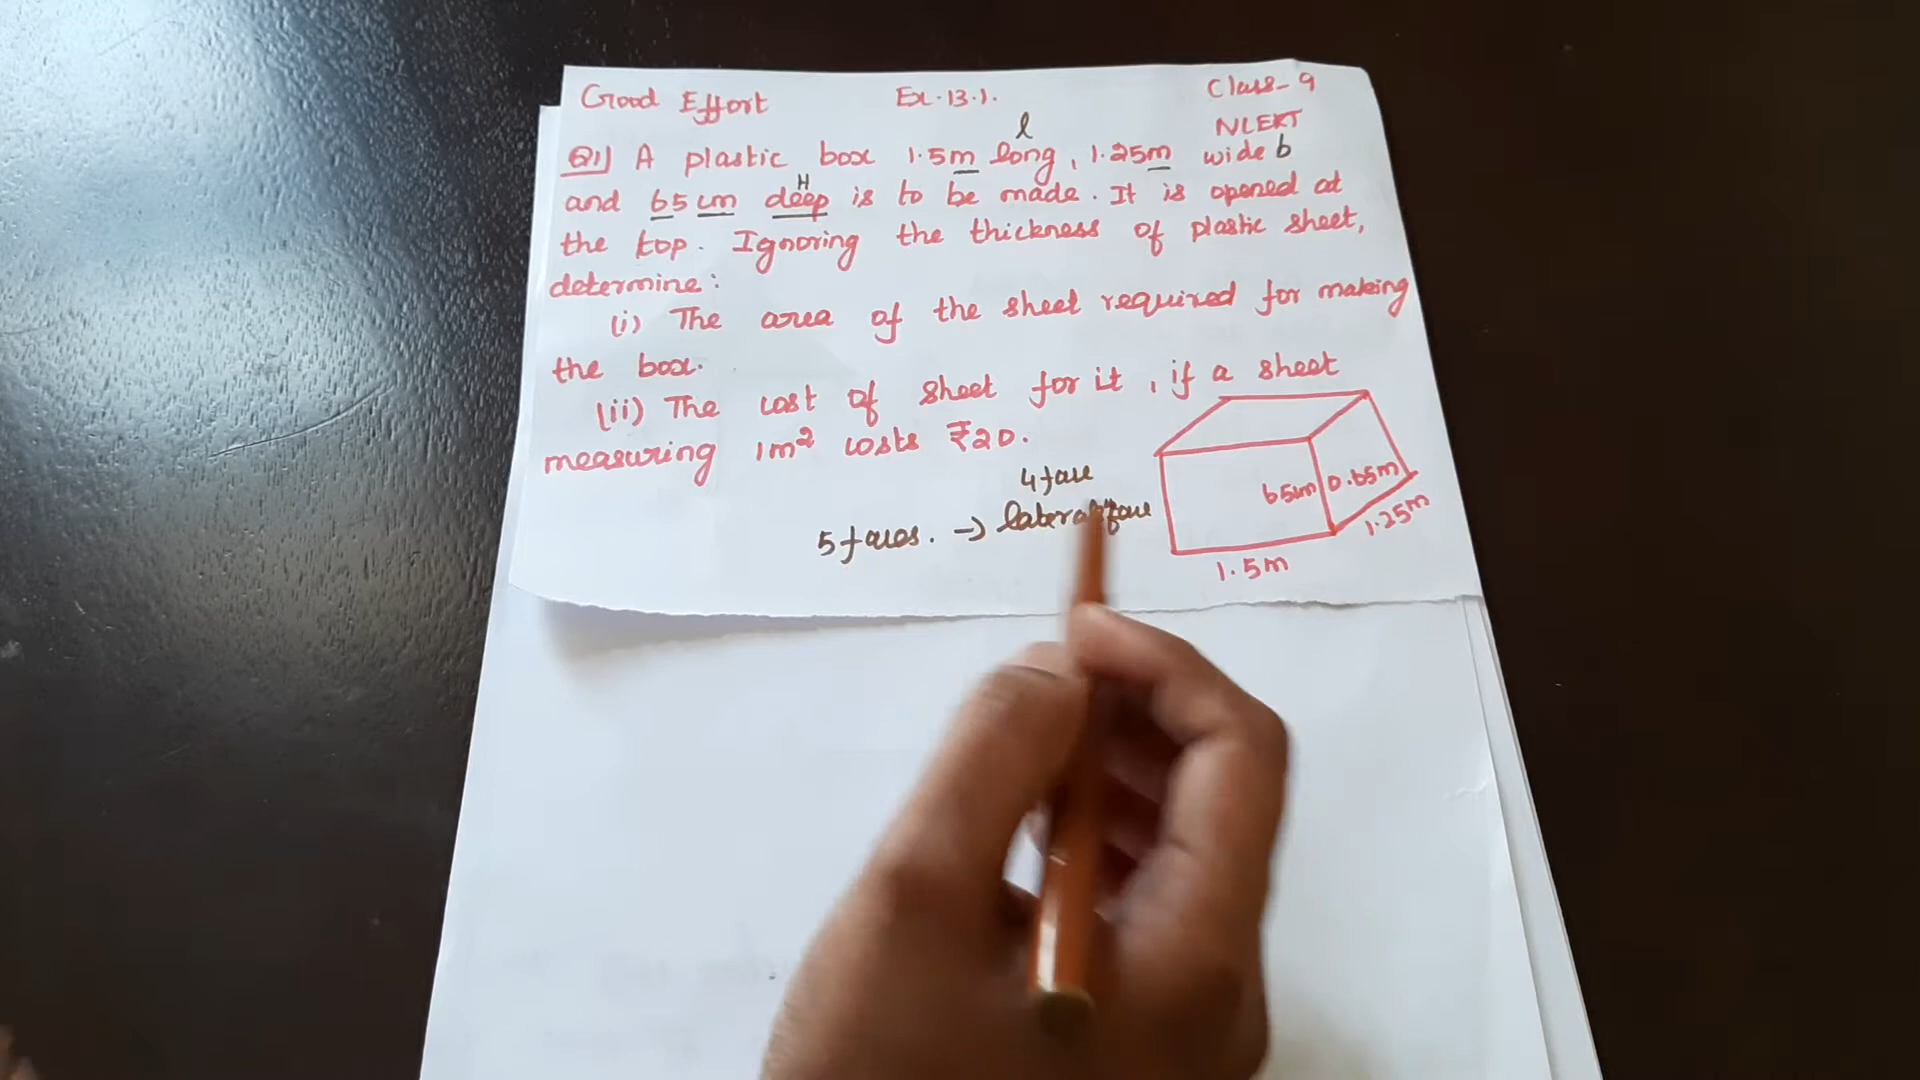 Good Effort Ex.13.1. Class-9
NCERT
l
Q1) A plastic box 1.5m long, 1.25m wide b
H
and 65cm deep is to be made. It is opened at
the top. Ignoring the thickness of plastic sheet,
determine:
(i) The area of the sheet required for making
the box.
(ii) The cost of sheet for it, if a sheet
measuring 1m² costs ₹20.
4 face
5 faces. → lateral face
65cm 0.65m
1.25m
1.5m